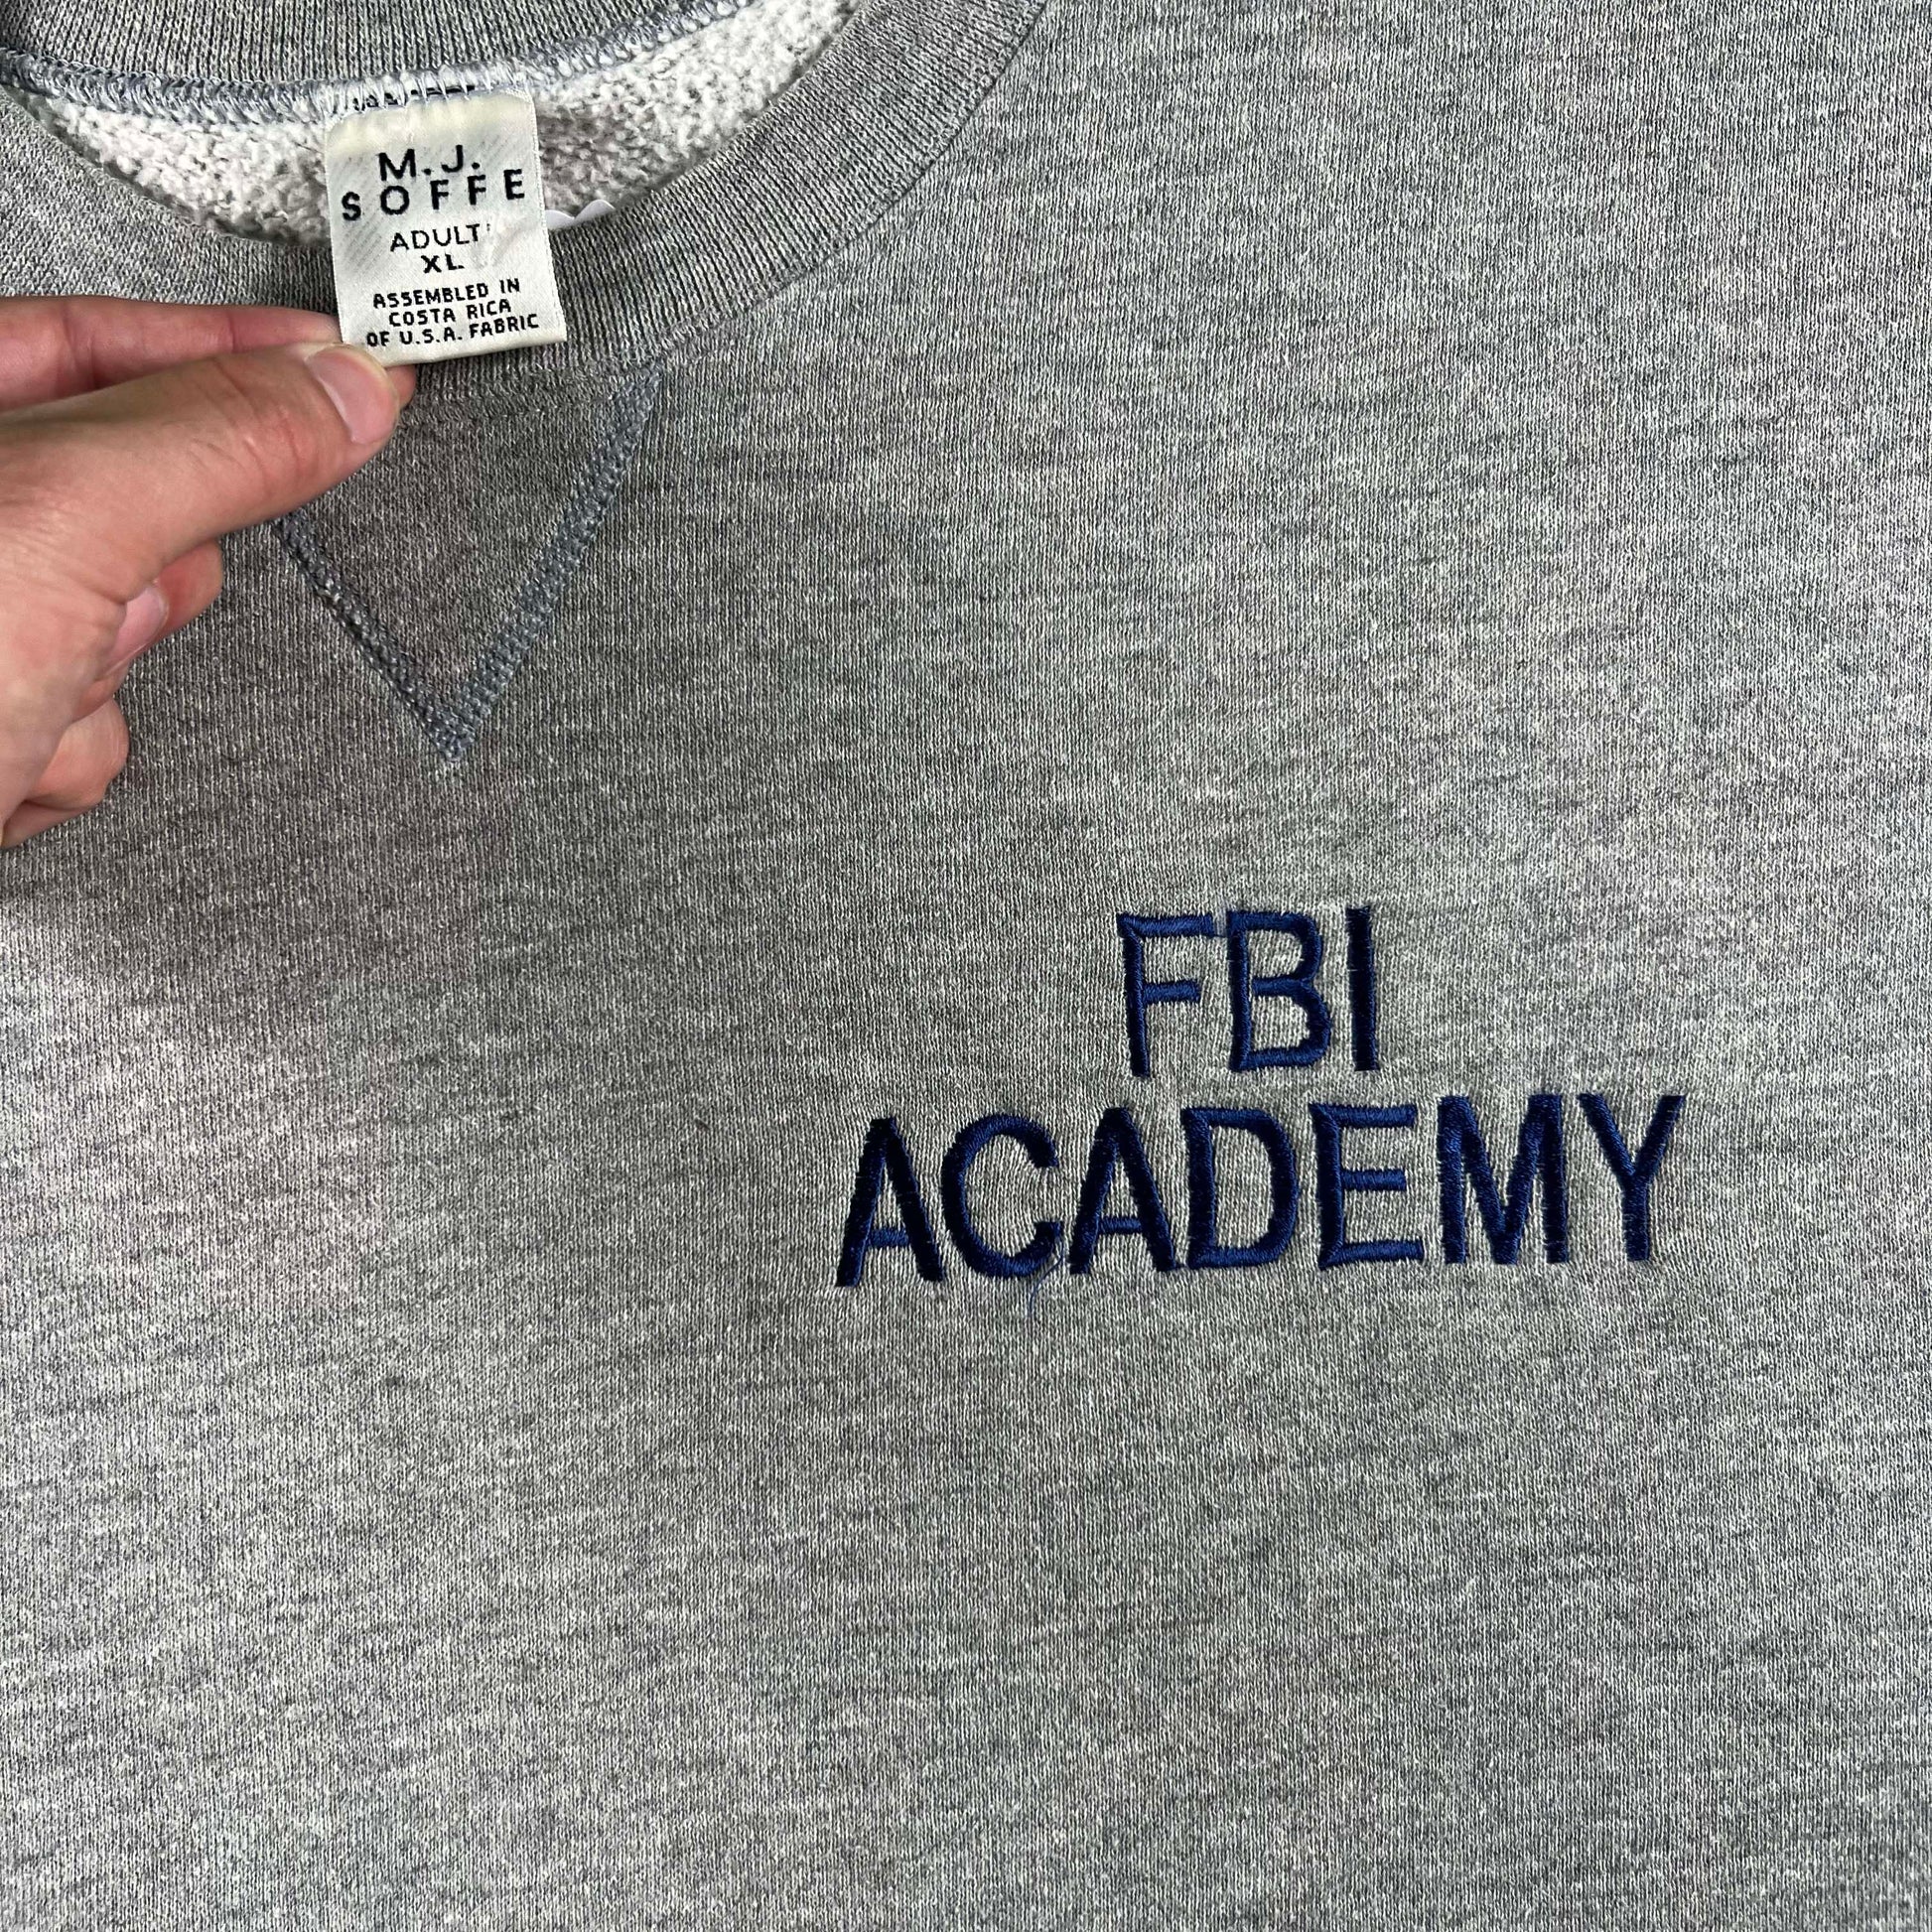 M.J.
SOFFE
ADULT
XL
ASSEMBLED IN
COSTA RICA
OF U.S.A. FABRIC
FBI
ACADEMY